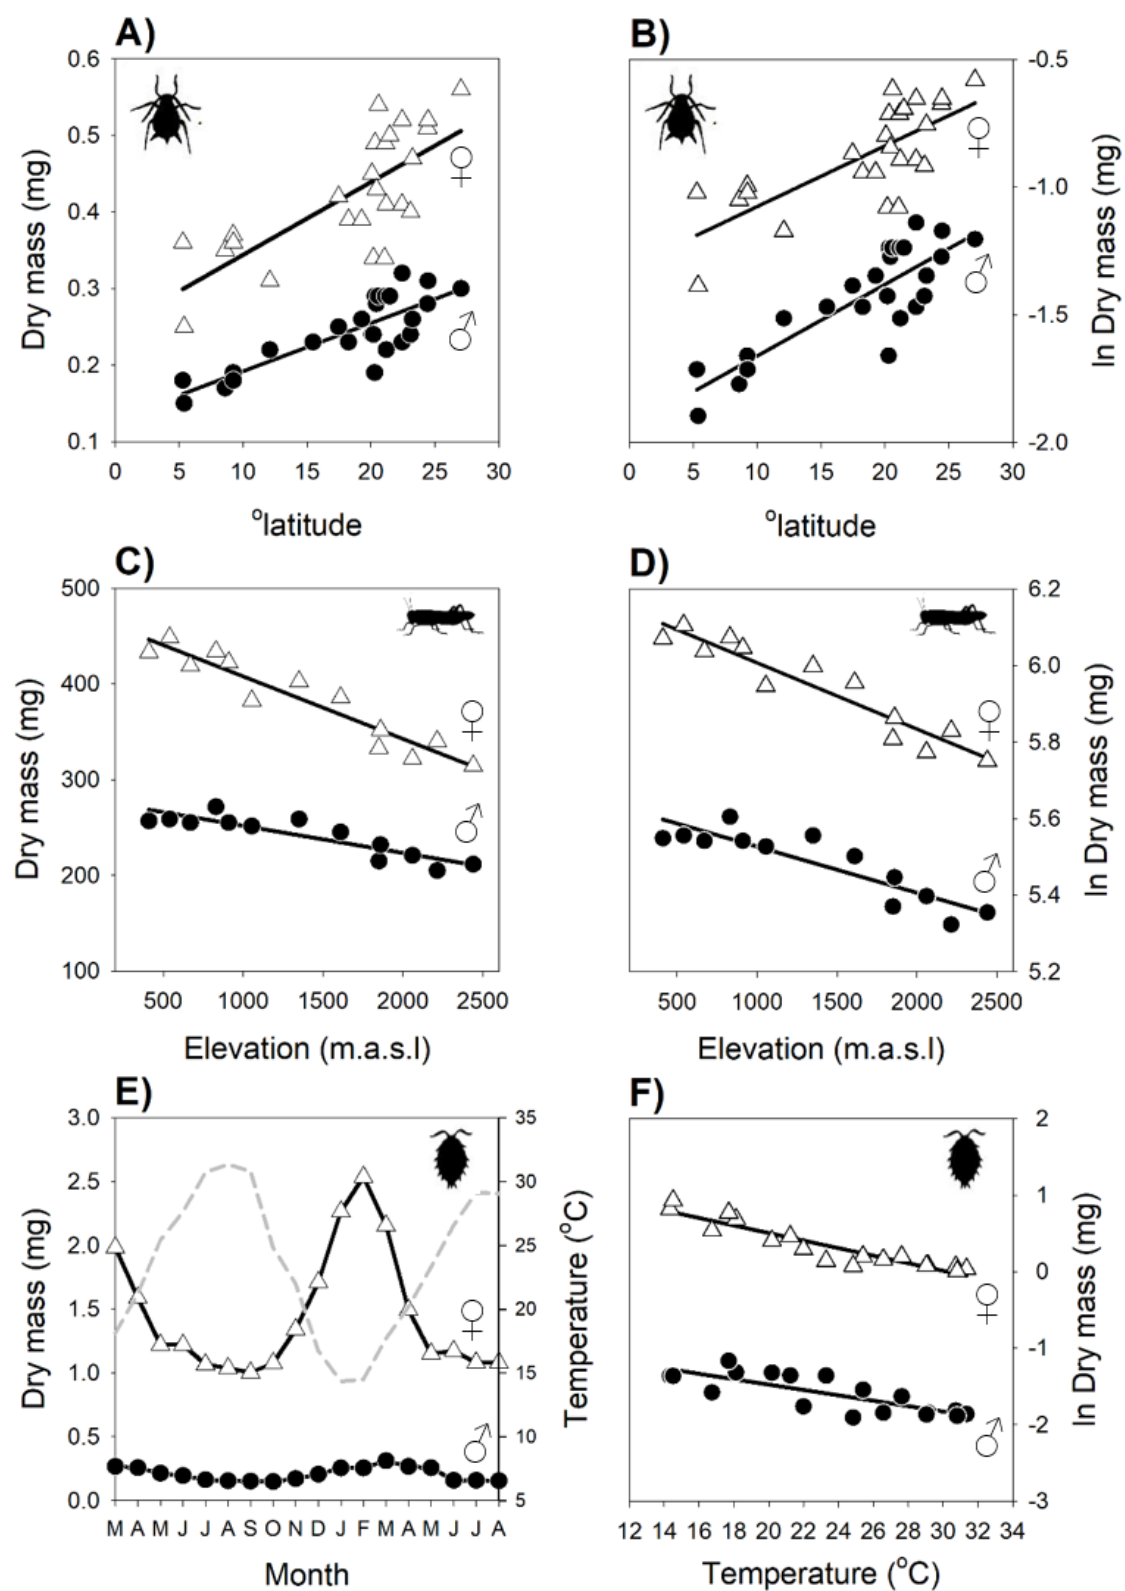 A)
B)
0.6
0.5
0.4
0.3
0.2
0.1
Dry mass (mg)
0 5 10 15 20 25 30
°latitude
-0.5
-1.0
-1.5
-2.0
ln Dry mass (mg)
0 5 10 15 20 25 30
°latitude
C)
D)
500
400
300
200
100
Dry mass (mg)
500 1000 1500 2000 2500
Elevation (m.a.s.l)
6.2
6.0
5.8
5.6
5.4
5.2
ln Dry mass (mg)
500 1000 1500 2000 2500
Elevation (m.a.s.l)
E)
F)
3.0
2.5
2.0
1.5
1.0
0.5
0.0
Dry mass (mg)
35
30
25
20
15
10
5
Temperature (°C)
M A M J J A S O N D J F M A M J J A
Month
2
1
0
-1
-2
-3
ln Dry mass (mg)
12 14 16 18 20 22 24 26 28 30 32 34
Temperature (°C)